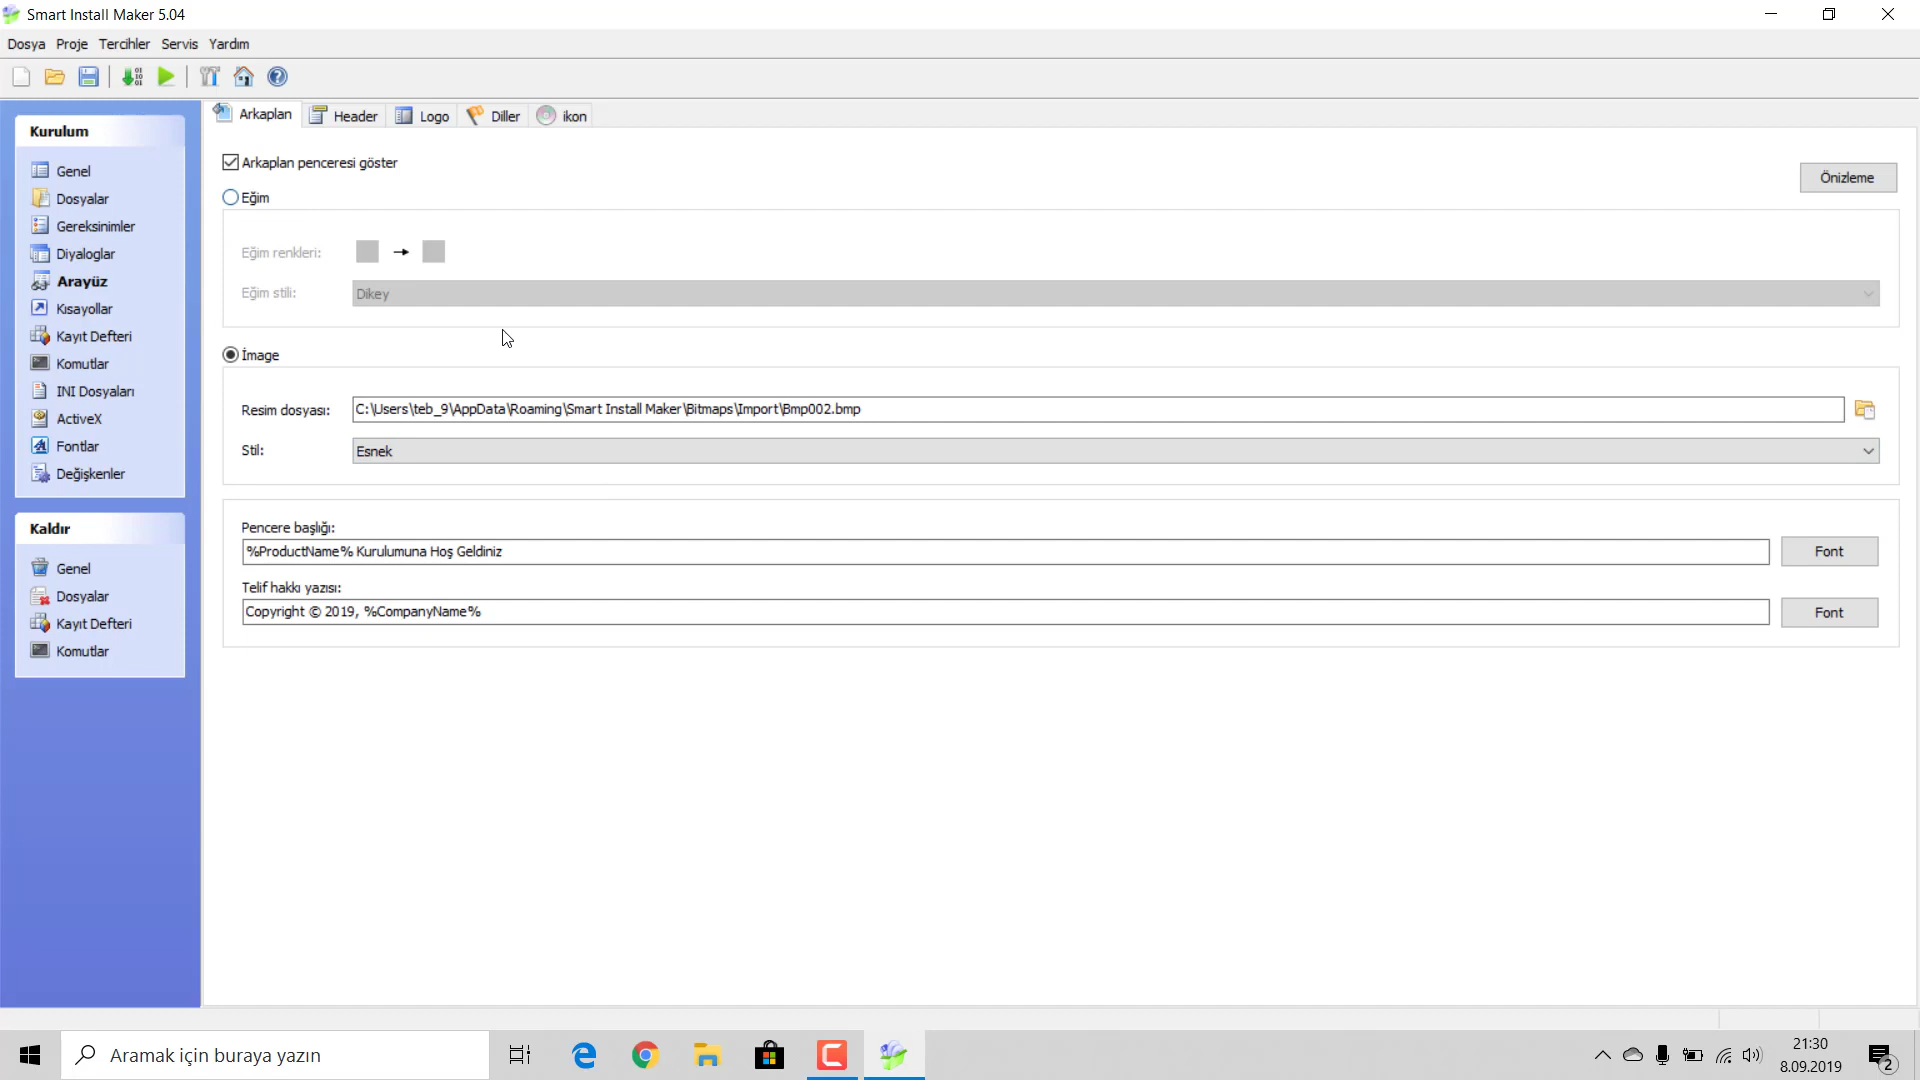 Smart Install Maker 5.04
Dosya Proje Tercihler Servis Yardım
Kurulum
Genel
Dosyalar
Gereksinimler
Diyaloglar
Arayüz
Kısayollar
Kayıt Defteri
Komutlar
INI Dosyaları
ActiveX
Fontlar
Değişkenler
Kaldır
Genel
Dosyalar
Kayıt Defteri
Komutlar
Arkaplan Header Logo Diller ikon
Arkaplan penceresi göster
Önizleme
Eğim
Eğim renkleri:
Eğim stili: Dikey
İmage
Resim dosyası: C:\Users\teb_9\AppData\Roaming\Smart Install Maker\Bitmaps\Import\Bmp002.bmp
Stil: Esnek
Pencere başlığı:
%ProductName% Kurulumuna Hoş Geldiniz Font
Telif hakkı yazısı:
Copyright © 2019, %CompanyName% Font
Aramak için buraya yazın
21:30
8.09.2019
2